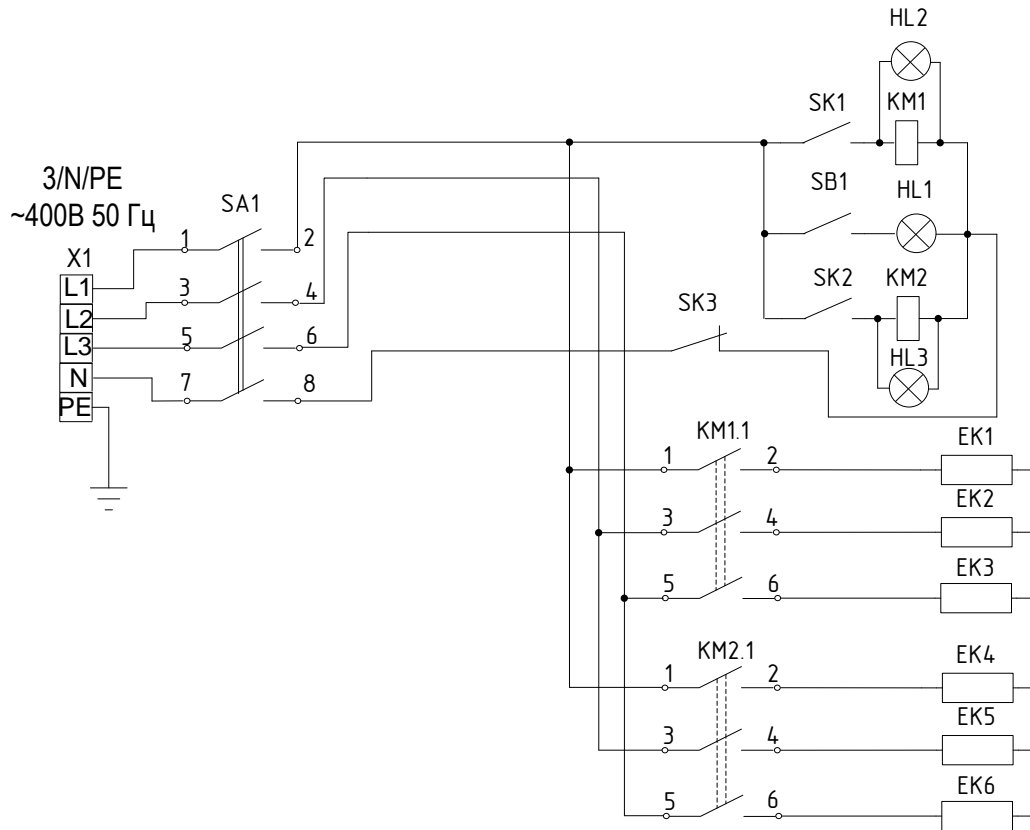 HL2
SK1
KM1
3/N/PE
~400В 50 Гц
SA1
SB1
HL1
X1
1
2
L1
3
4
SK2
KM2
L2
5
6
SK3
L3
HL3
N
7
8
PE
KM1.1
EK1
1
2
EK2
3
4
EK3
5
6
KM2.1
EK4
1
2
EK5
3
4
EK6
5
6